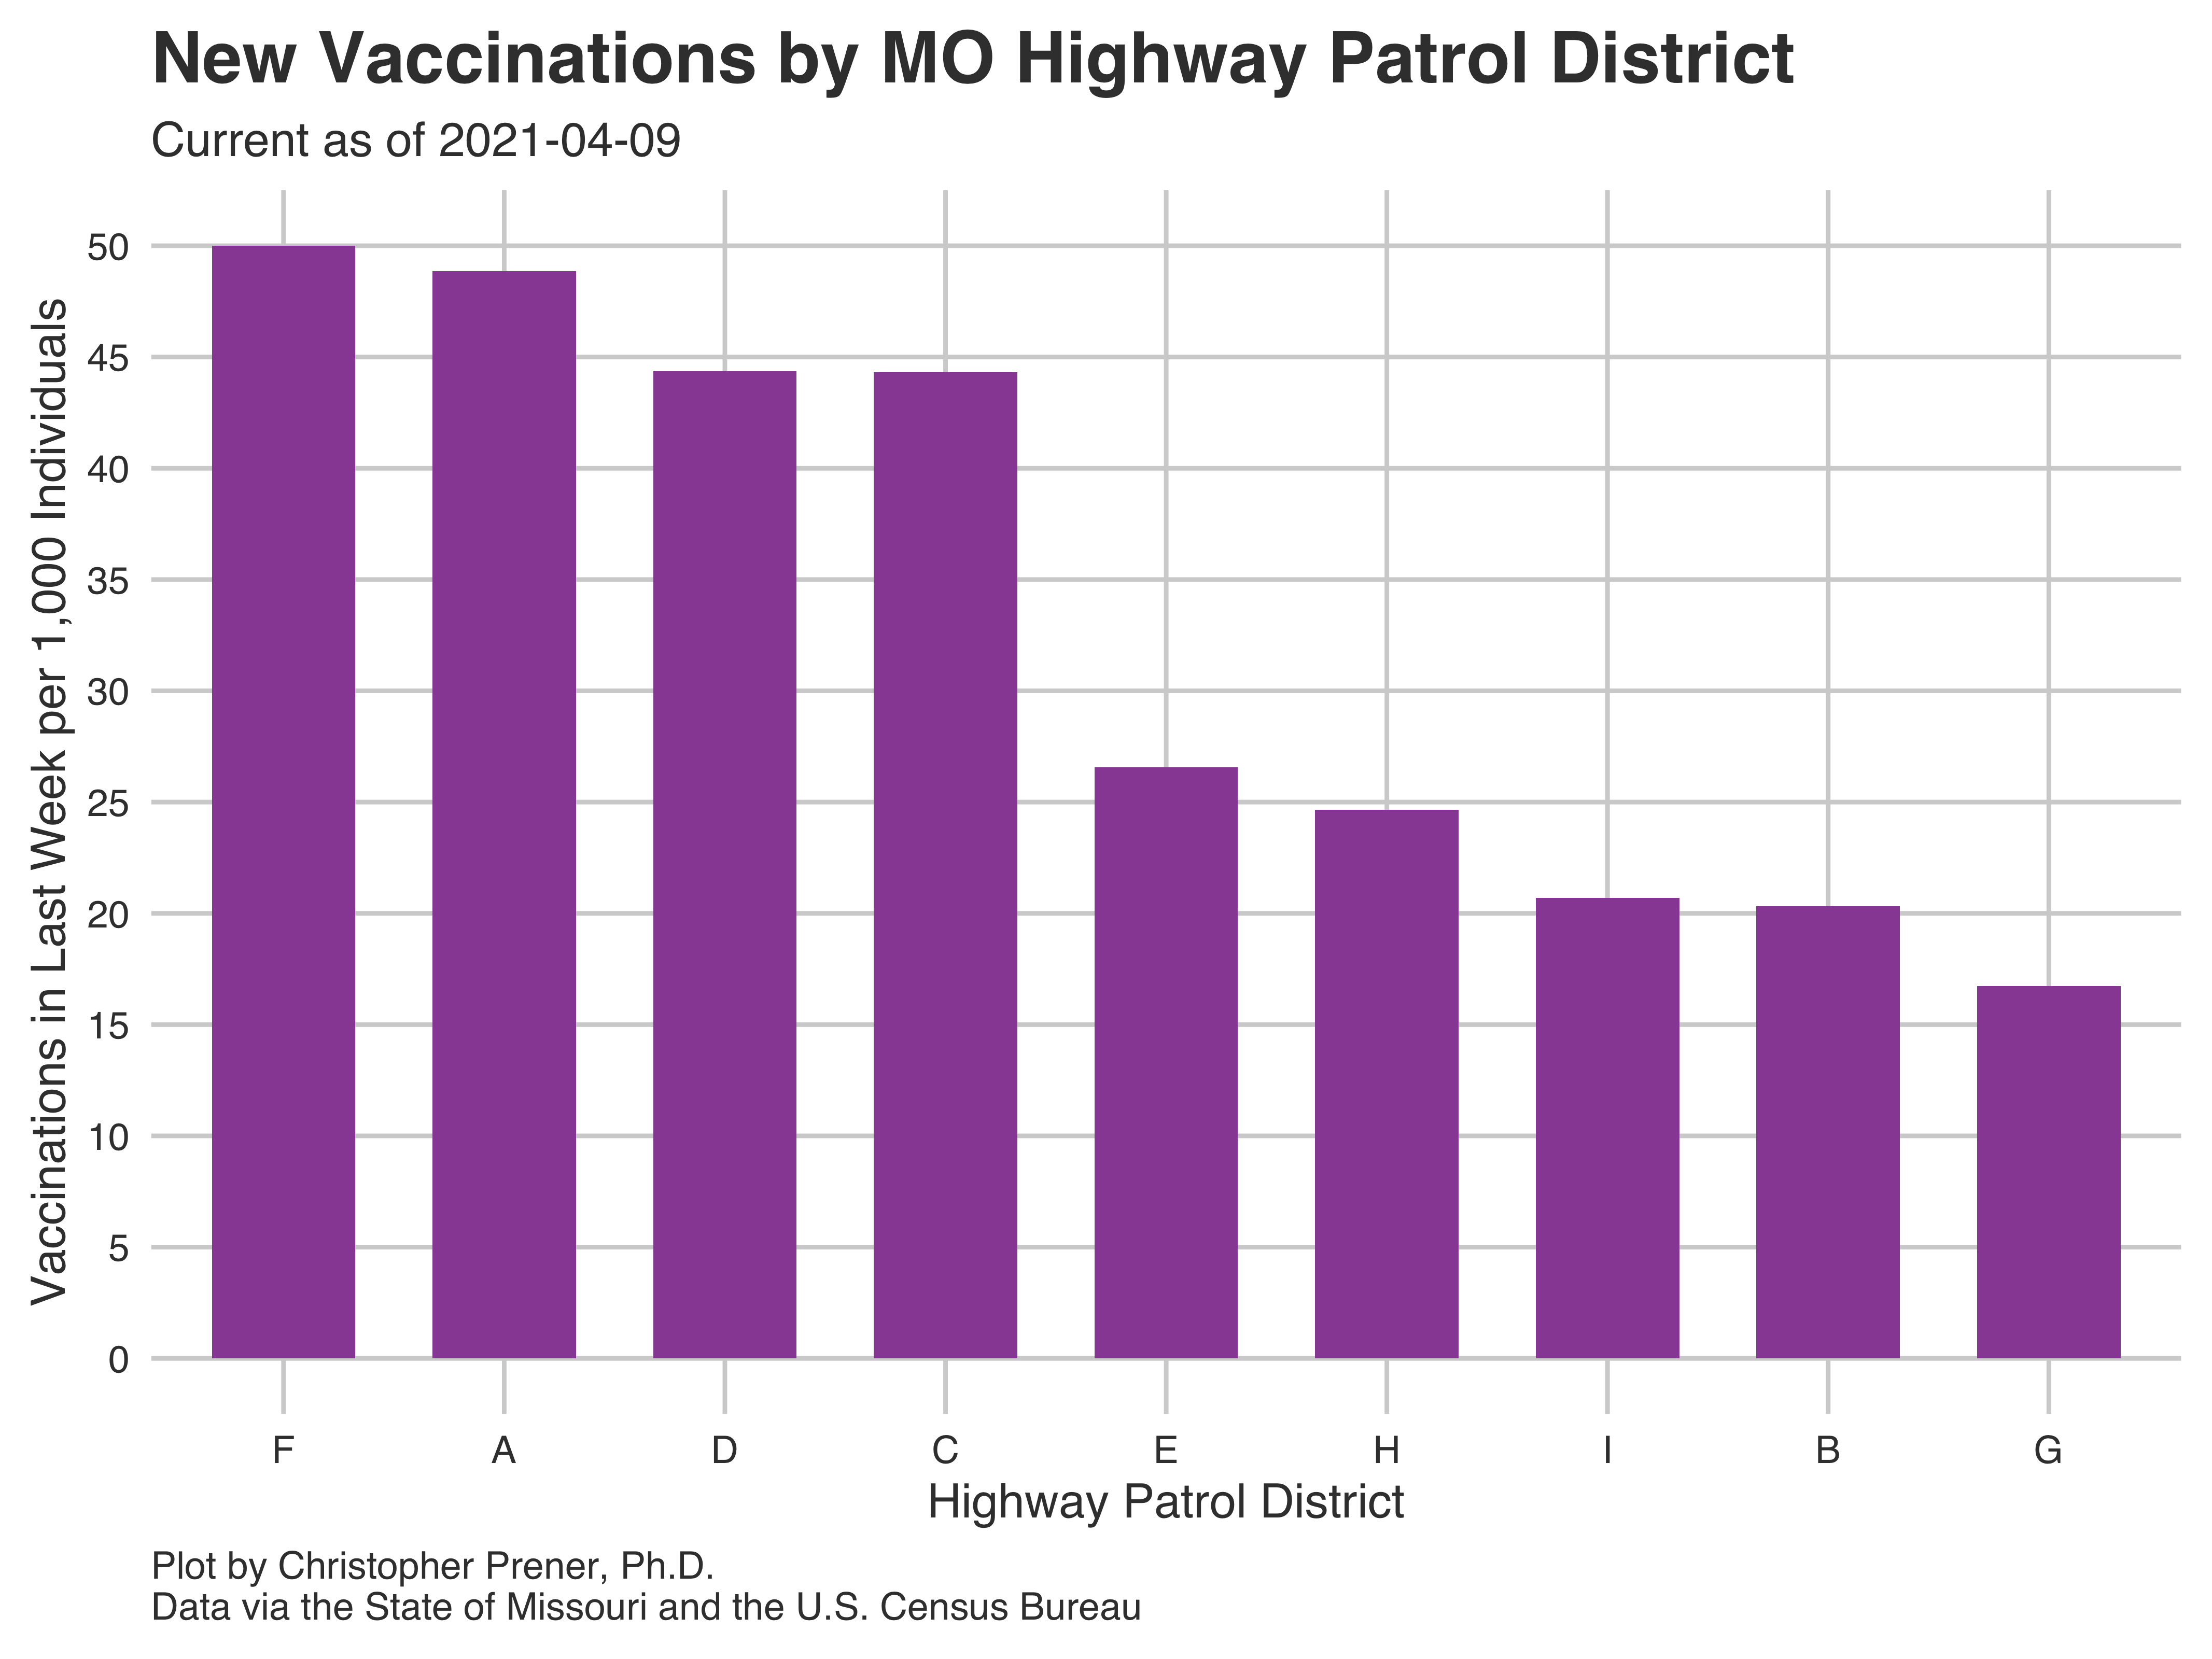 New Vaccinations by MO Highway Patrol District
Current as of 2021-04-09
Vaccinations in Last Week per 1,000 Individuals
50
45
40
35
30
25
20
15
10
5
0
F A D C E H I B G
Highway Patrol District
Plot by Christopher Prener, Ph.D.
Data via the State of Missouri and the U.S. Census Bureau